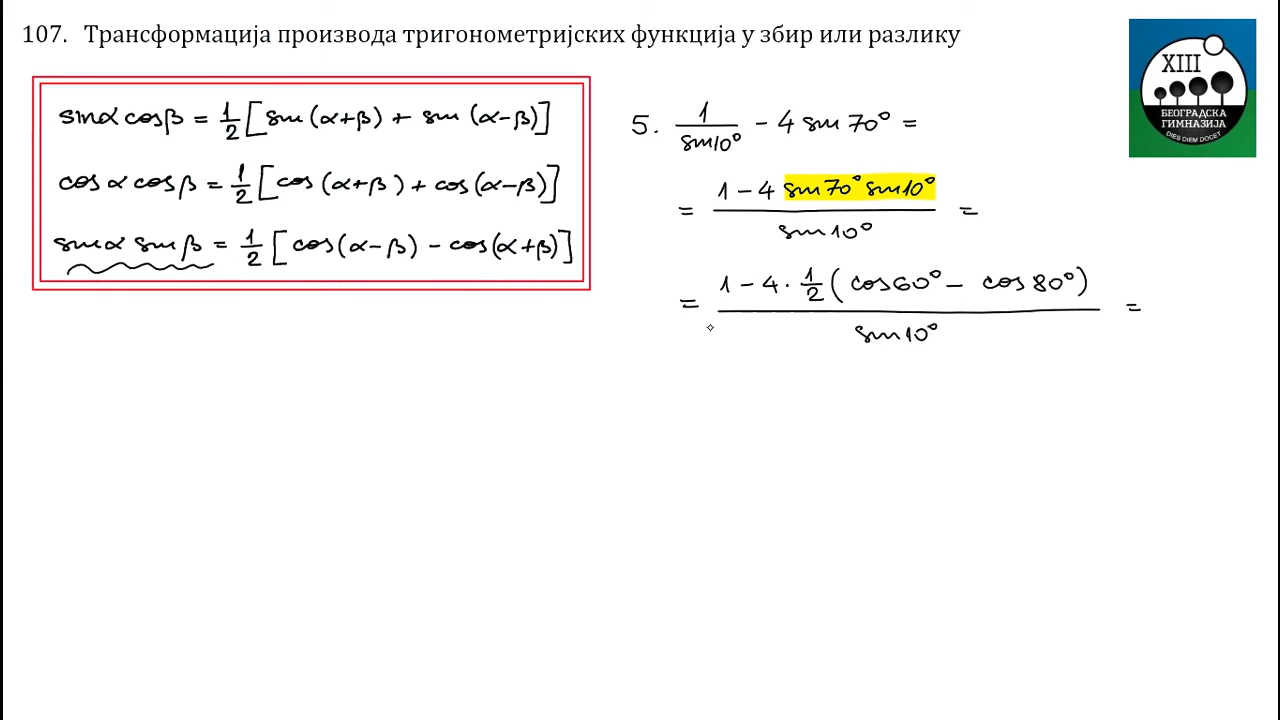 107. Трансформација производа тригонометријских функција у збир или разлику
XIII
БЕОГРАДСКА
ГИМНАЗИЈА
DIES DIEM DOCET
sinα cosβ = 1/2 [sin(α+β) + sin(α-β)]
cosα cosβ = 1/2 [cos(α+β) + cos(α-β)]
sinα sinβ = 1/2 [cos(α-β) - cos(α+β)]
5. 1/sin10° - 4 sin70° =
= (1 - 4 sin70° sin10°)/sin10° =
= (1 - 4 · 1/2 (cos60° - cos80°))/sin10° =